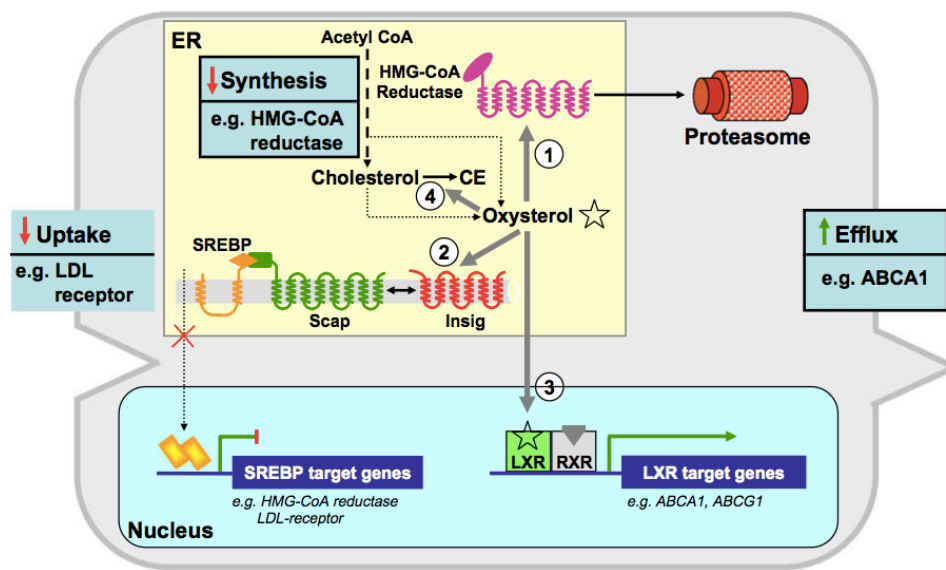 ER
Acetyl CoA
Synthesis
e.g. HMG-CoA
reductase
HMG-CoA
Reductase
Proteasome
1
Cholesterol
CE
4
Oxysterol
Uptake
e.g. LDL
receptor
2
SREBP
Scap
Insig
Efflux
e.g. ABCA1
3
LXR
RXR
SREBP target genes
LXR target genes
e.g. HMG-CoA reductase
LDL-receptor
e.g. ABCA1, ABCG1
Nucleus